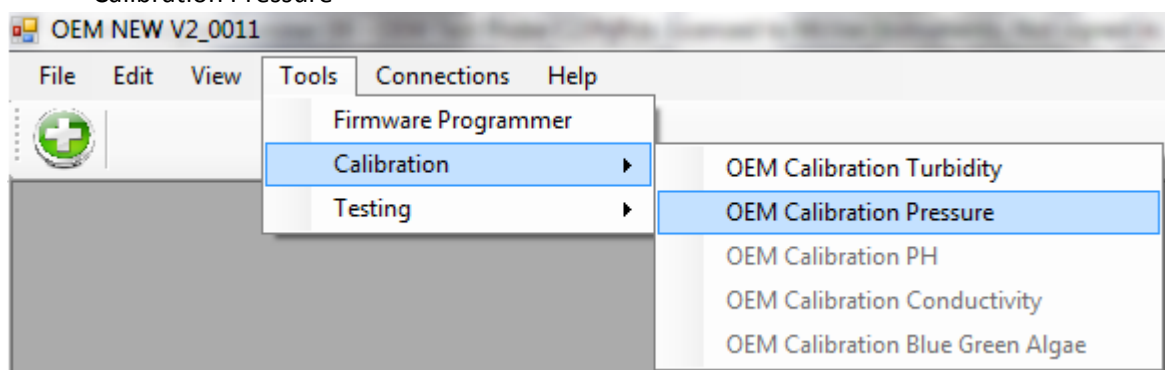 Calibration Pressure
OEM NEW V2_0011
File Edit View Tools Connections Help
Firmware Programmer
Calibration
Testing
OEM Calibration Turbidity
OEM Calibration Pressure
OEM Calibration PH
OEM Calibration Conductivity
OEM Calibration Blue Green Algae